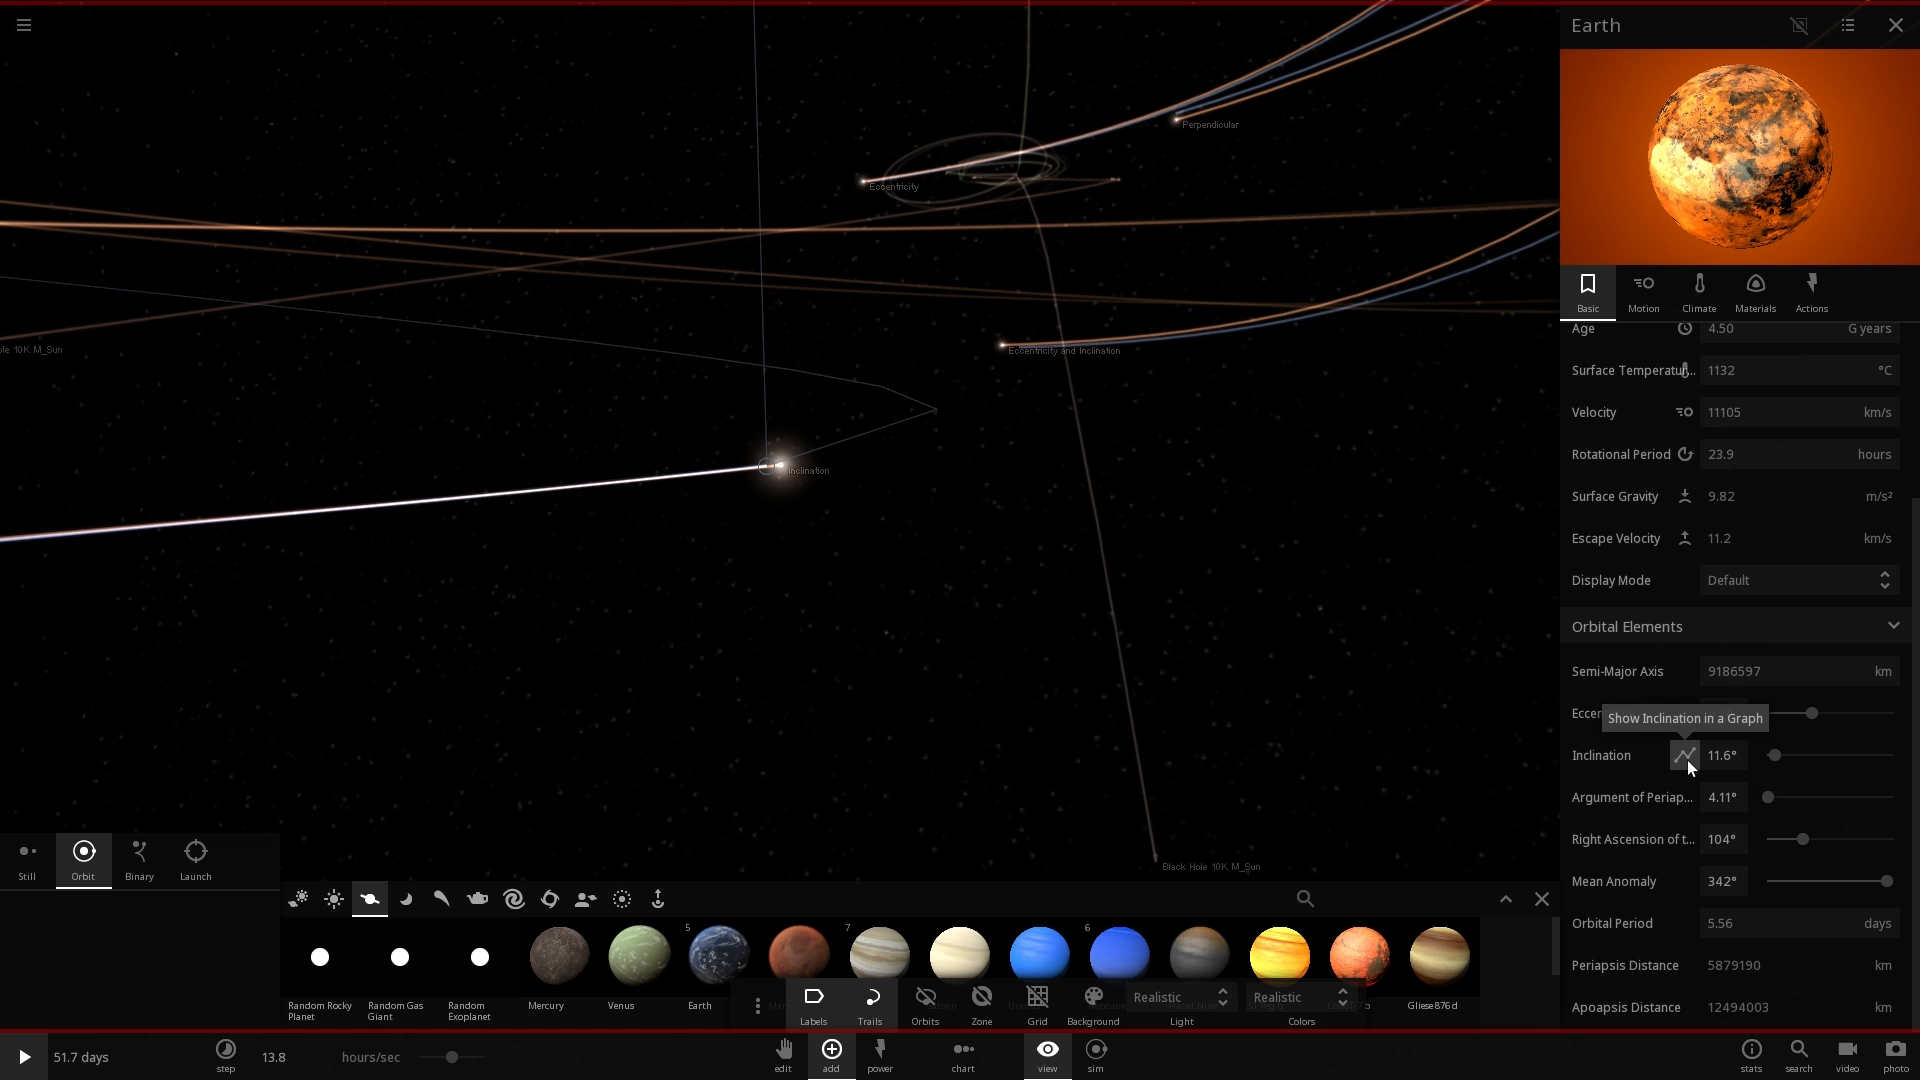 Earth
Perpendicular
Eccentricity
ole 10K M_Sun
Eccentricity and Inclination
Inclination
Black Hole 10K M_Sun
Basic
Motion
Climate
Materials
Actions
Age 4.50 G years
Surface Temperatur... 1132 °C
Velocity 11105 km/s
Rotational Period 23.9 hours
Surface Gravity 9.82 m/s²
Escape Velocity 11.2 km/s
Display Mode Default
Orbital Elements
Semi-Major Axis 9186597 km
Eccen
Show Inclination in a Graph
Inclination 11.6°
Argument of Periap... 4.11°
Right Ascension of t... 104°
Mean Anomaly 342°
Orbital Period 5.56 days
Periapsis Distance 5879190 km
Apoapsis Distance 12494003 km
Still
Orbit
Binary
Launch
5
7
6
Random Rocky
Planet
Random Gas
Giant
Random
Exoplanet
Mercury
Venus
Earth
Gliese 876 d
Labels
Trails
Orbits
Zone
Grid
Background
Realistic
Light
Realistic
Colors
51.7 days
step
13.8 hours/sec
edit
add
power
chart
view
sim
stats
search
video
photo